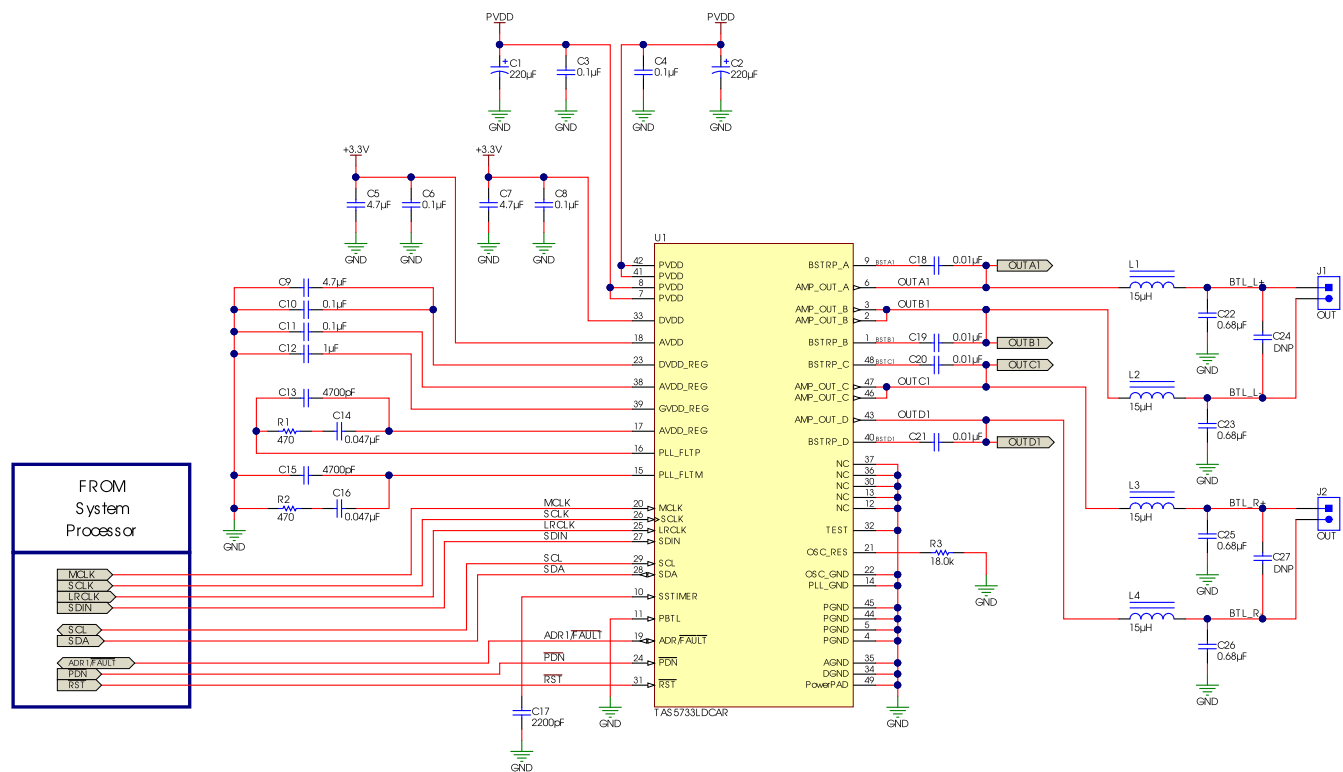 PVDD
PVDD
C1
220µF
C3
0.1µF
C4
0.1µF
C2
220µF
GND
GND
GND
GND
+3.3V
+3.3V
C5
4.7µF
C6
0.1µF
C7
4.7µF
C8
0.1µF
GND
GND
GND
GND
U1
C9 4.7µF
C10 0.1µF
C11 0.1µF
C12 1µF
C13 4700pF
R1
470
C14
0.047µF
C15 4700pF
R2
470
C16
0.047µF
GND
42 PVDD
41 PVDD
8 PVDD
7 PVDD
33 DVDD
18 AVDD
23 DVDD_REG
38 AVDD_REG
39 GVDD_REG
17 AVDD_REG
16 PLL_FLTP
15 PLL_FLTM
MCLK 20 MCLK
SCLK 26 SCLK
LRCLK 25 LRCLK
SDIN 27 SDIN
SCL 29 SCL
SDA 28 SDA
10 SSTIMER
11 PBTL
ADR1/FAULT 19 ADR/FAULT
PDN 24 PDN
RST 31 RST
TAS5733LDCAR
FROM
System
Processor
MCLK
SCLK
LRCLK
SDIN
SCL
SDA
ADR1/FAULT
PDN
RST
C17
2200pF
GND
GND
BSTRP_A 9 BSTA1 C18 0.01µF OUTA1
AMP_OUT_A 6 OUTA1
AMP_OUT_B 3 OUTB1
AMP_OUT_B 2
BSTRP_B 1 BSTB1 C19 0.01µF OUTB1
BSTRP_C 48 BSTC1 C20 0.01µF OUTC1
AMP_OUT_C 47 OUTC1
AMP_OUT_C 46
AMP_OUT_D 43 OUTD1
BSTRP_D 40 BSTD1 C21 0.01µF OUTD1
NC 37
NC 36
NC 30
NC 13
NC 12
TEST 32
OSC_RES 21
R3
18.0k
GND
OSC_GND 22
PLL_GND 14
PGND 45
PGND 44
PGND 5
PGND 4
AGND 35
DGND 34
PowerPAD 49
GND
L1
15µH
BTL_L+
J1
OUT
C22
0.68µF
GND
C24
DNP
L2
15µH
BTL_L-
C23
0.68µF
GND
L3
15µH
BTL_R+
J2
OUT
C25
0.68µF
GND
C27
DNP
L4
15µH
BTL_R-
C26
0.68µF
GND